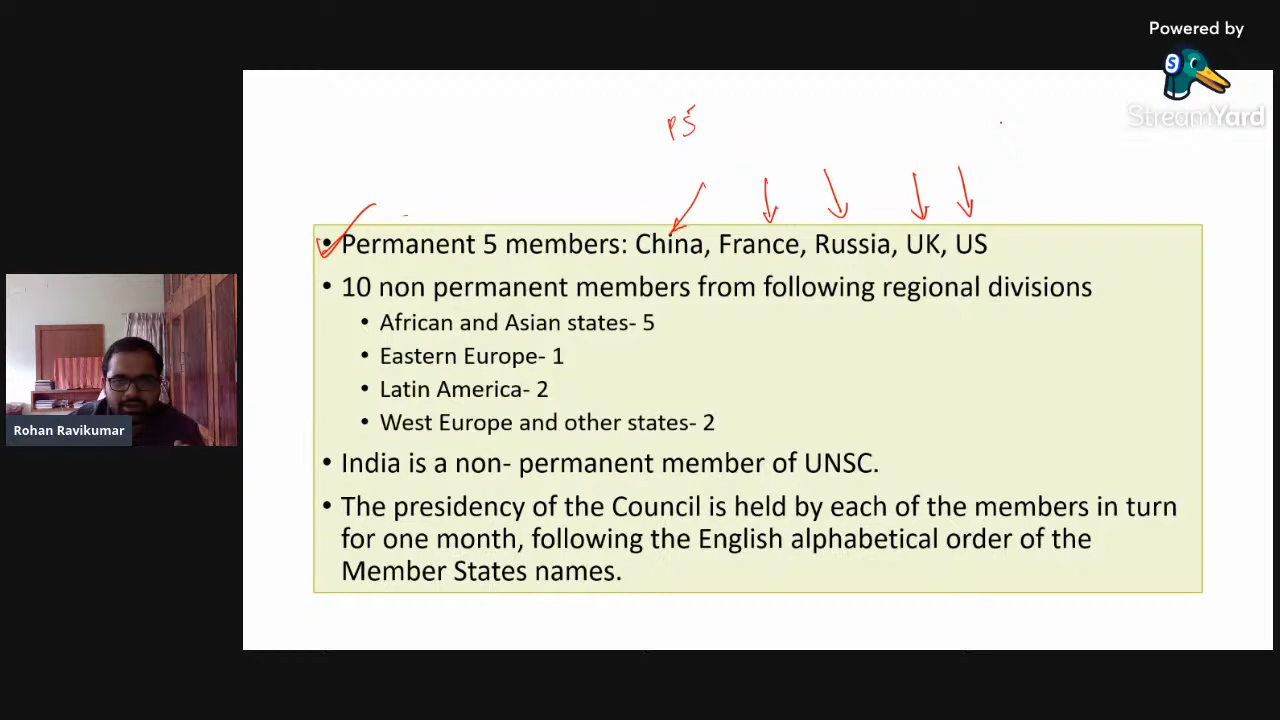 Powered by
S
StreamYard
P5
• Permanent 5 members: China, France, Russia, UK, US
• 10 non permanent members from following regional divisions
• African and Asian states- 5
• Eastern Europe- 1
• Latin America- 2
• West Europe and other states- 2
Rohan Ravikumar
• India is a non- permanent member of UNSC.
• The presidency of the Council is held by each of the members in turn
for one month, following the English alphabetical order of the
Member States names.